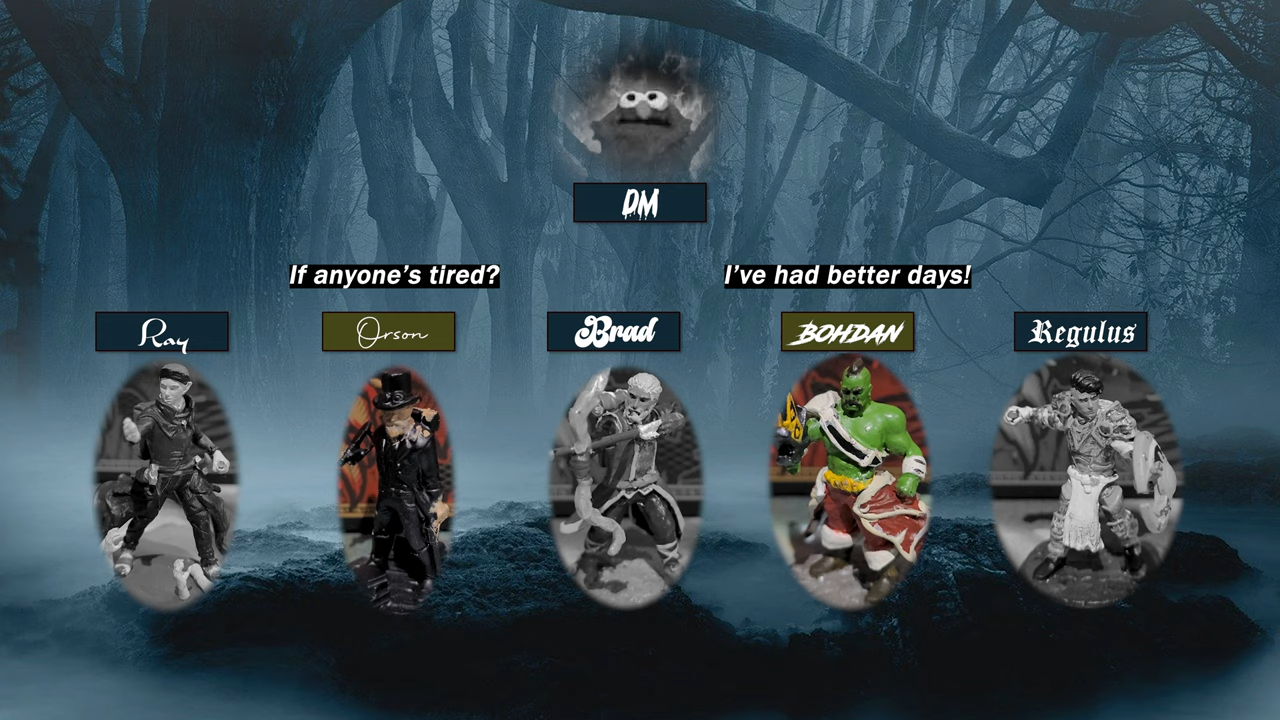 DM
If anyone's tired?
I've had better days!
Ray
Orson
Brad
BOHDAN
Regulus